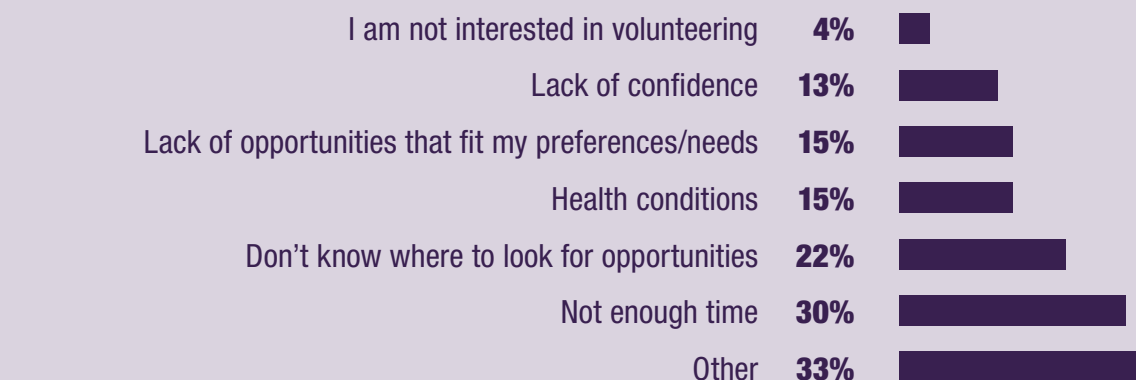 I am not interested in volunteering 4%
Lack of confidence 13%
Lack of opportunities that fit my preferences/needs 15%
Health conditions 15%
Don’t know where to look for opportunities 22%
Not enough time 30%
Other 33%